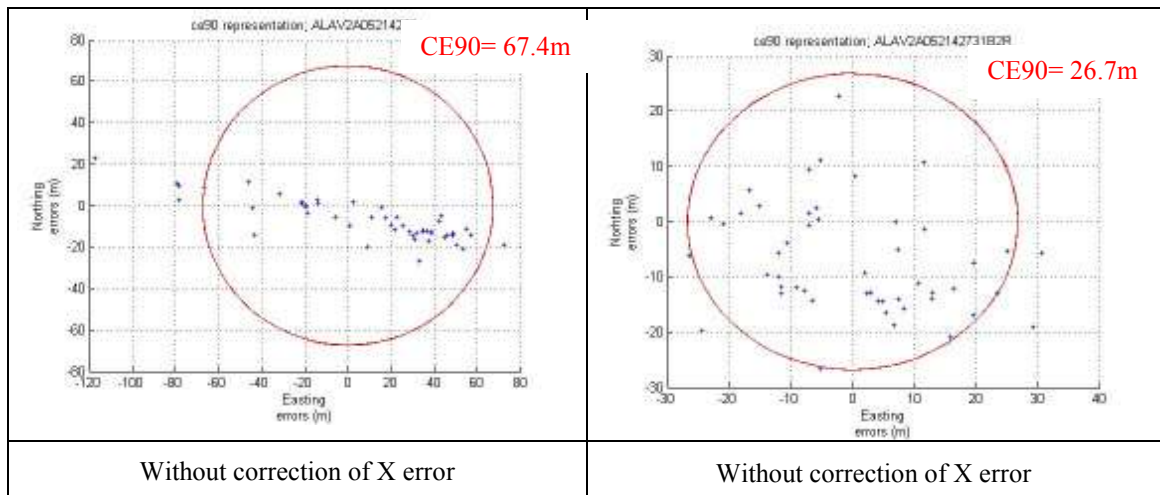 ce90 representation; ALAV2A052142
CE90= 67.4m
80
60
40
20
0
-20
-40
-60
-80
Northing
errors (m)
-120 -100 -80 -60 -40 -20 0 20 40 60 80
Easting
errors (m)
Without correction of X error
ce90 representation; ALAV2A05214273182R
CE90= 26.7m
30
20
10
0
-10
-20
-30
Northing
errors (m)
-30 -20 -10 0 10 20 30 40
Easting
errors (m)
Without correction of X error